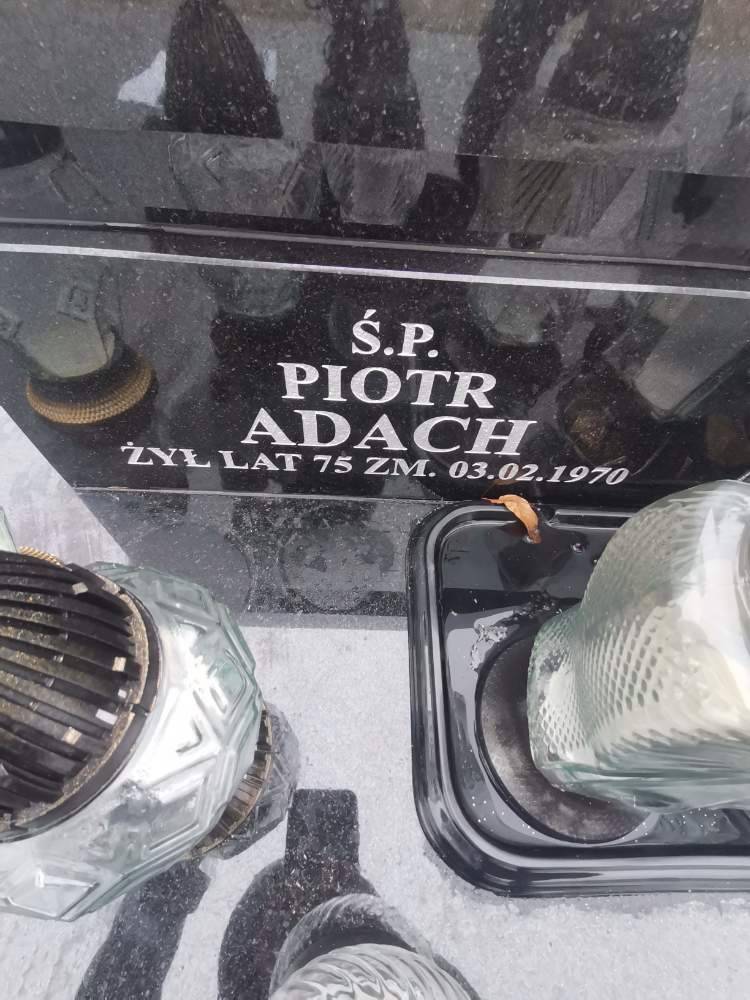 Ś.P.
PIOTR
ADACH
ŻYŁ LAT 75 ZM. 03.02.1970